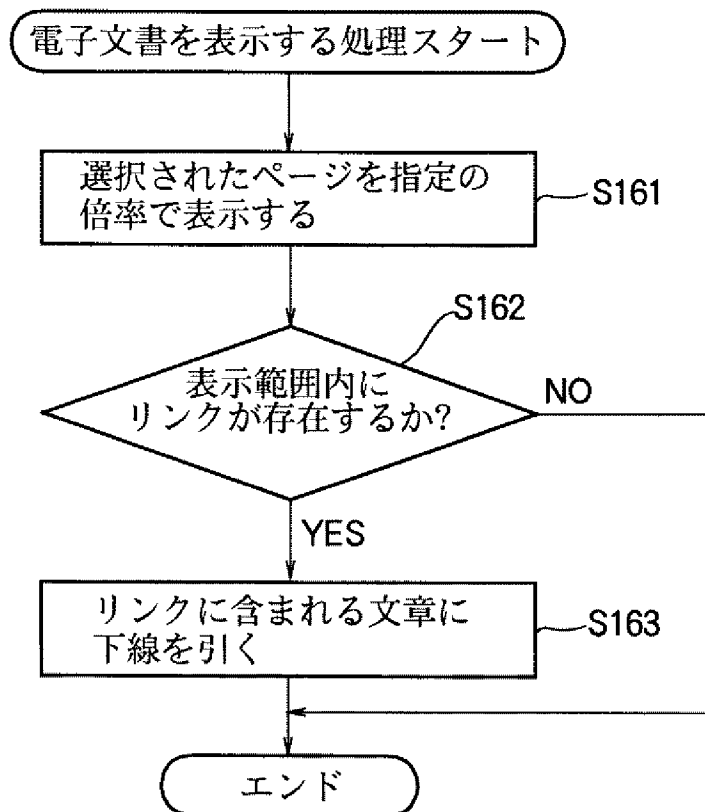 電子文書を表示する処理スタート
選択されたページを指定の
倍率で表示する
S161
S162
表示範囲内に
リンクが存在するか?
NO
YES
リンクに含まれる文章に
下線を引く
S163
エンド